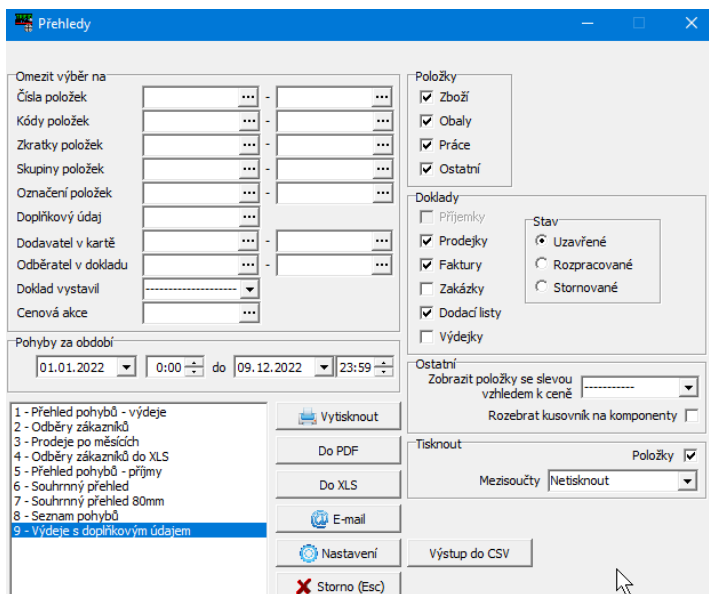 Přehledy
Omezit výběr na
Čísla položek ... - ...
Kódy položek ... - ...
Zkratky položek ... - ...
Skupiny položek ... - ...
Označení položek ... - ...
Doplňkový údaj ...
Dodavatel v kartě ... - ...
Odběratel v dokladu ... - ...
Doklad vystavil -------------------
Cenová akce ...
Pohyby za období
01.01.2022 0:00 do 09.12.2022 23:59
1 - Přehled pohybů - výdeje
2 - Odběry zákazníků
3 - Prodeje po měsících
4 - Odběry zákazníků do XLS
5 - Přehled pohybů - příjmy
6 - Souhrnný přehled
7 - Souhrnný přehled 80mm
8 - Seznam pohybů
9 - Výdeje s doplňkovým údajem
Vytisknout
Do PDF
Do XLS
E-mail
Nastavení
Storno (Esc)
Položky
Zboží
Obaly
Práce
Ostatní
Doklady
Příjemky
Prodejky
Faktury
Zakázky
Dodací listy
Výdejky
Stav
Uzavřené
Rozpracované
Stornované
Ostatní
Zobrazit položky se slevou
vzhledem k ceně -----------
Rozebrat kusovník na komponenty
Tisknout
Položky
Mezisoučty Netisknout
Výstup do CSV